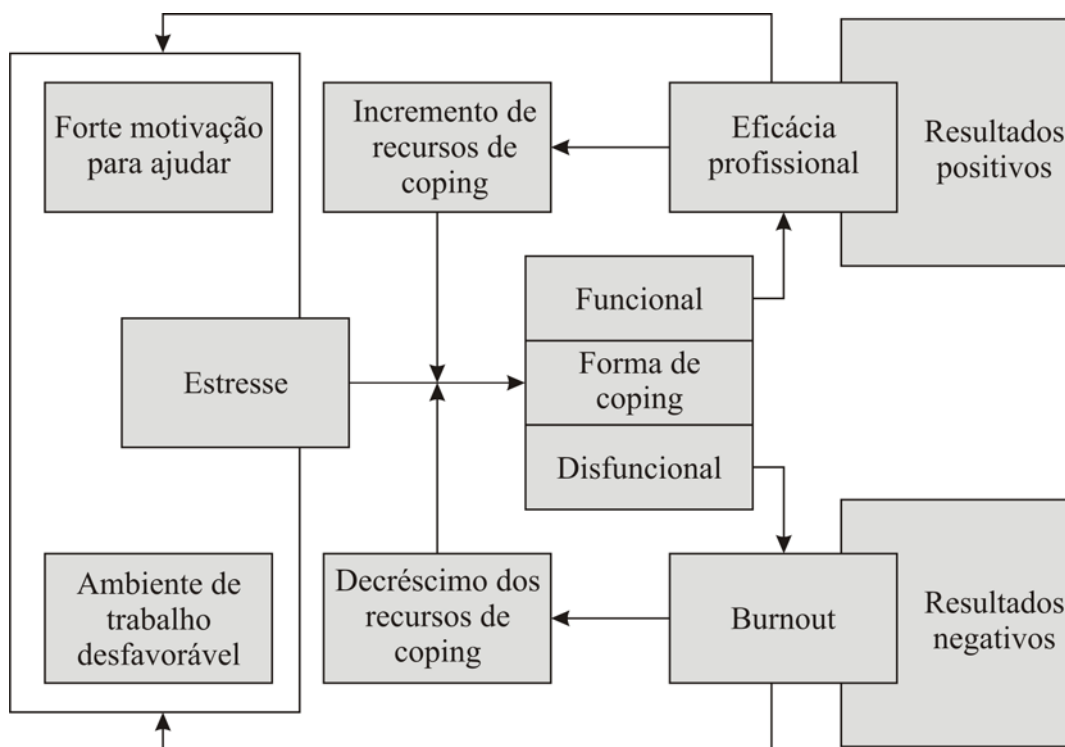 Forte motivação
para ajudar
Incremento de
recursos de
coping
Eficácia
profissional
Resultados
positivos
Estresse
Funcional
Forma de
coping
Disfuncional
Ambiente de
trabalho
desfavorável
Decréscimo dos
recursos de
coping
Burnout
Resultados
negativos